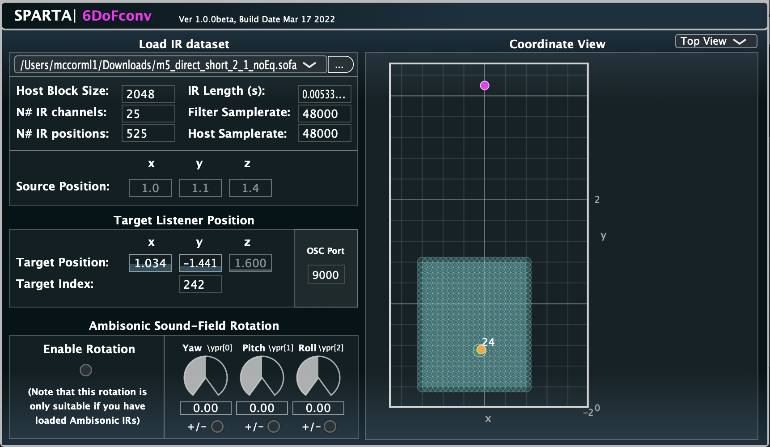 SPARTA| 6DoFconv Ver 1.0.0beta, Build Date Mar 17 2022
Load IR dataset
/Users/mccorml1/Downloads/m5_direct_short_2_1_noEq.sofa ...
Host Block Size: 2048 IR Length (s): 0.00533...
N# IR channels: 25 Filter Samplerate: 48000
N# IR positions: 525 Host Samplerate: 48000
x y z
Source Position: 1.0 1.1 1.4
Target Listener Position
x y z
Target Position: 1.034 -1.441 1.600
Target Index: 242
OSC Port
9000
Ambisonic Sound-Field Rotation
Enable Rotation
(Note that this rotation is
only suitable if you have
loaded Ambisonic IRs)
Yaw \ypr[0] Pitch \ypr[1] Roll \ypr[2]
0.00 0.00 0.00
+/- +/- +/-
Coordinate View
Top View
2
y
24
x
-2
0